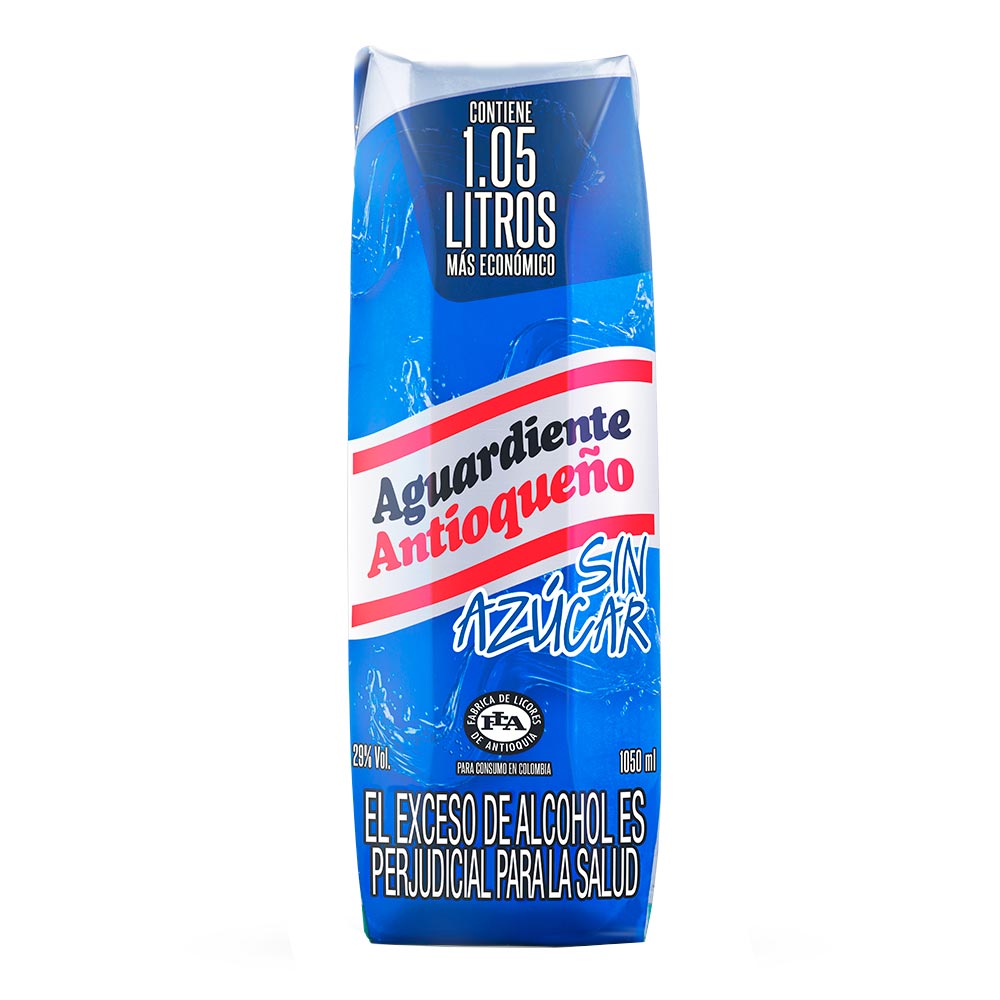 CONTIENE
1.05
LITROS
MÁS ECONÓMICO
Aguardiente
Antioqueño
SIN
AZÚCAR
FÁBRICA DE LICORES
FLA
DE ANTIOQUIA
29% Vol.
1050 ml
PARA CONSUMO EN COLOMBIA
EL EXCESO DE ALCOHOL ES
PERJUDICIAL PARA LA SALUD